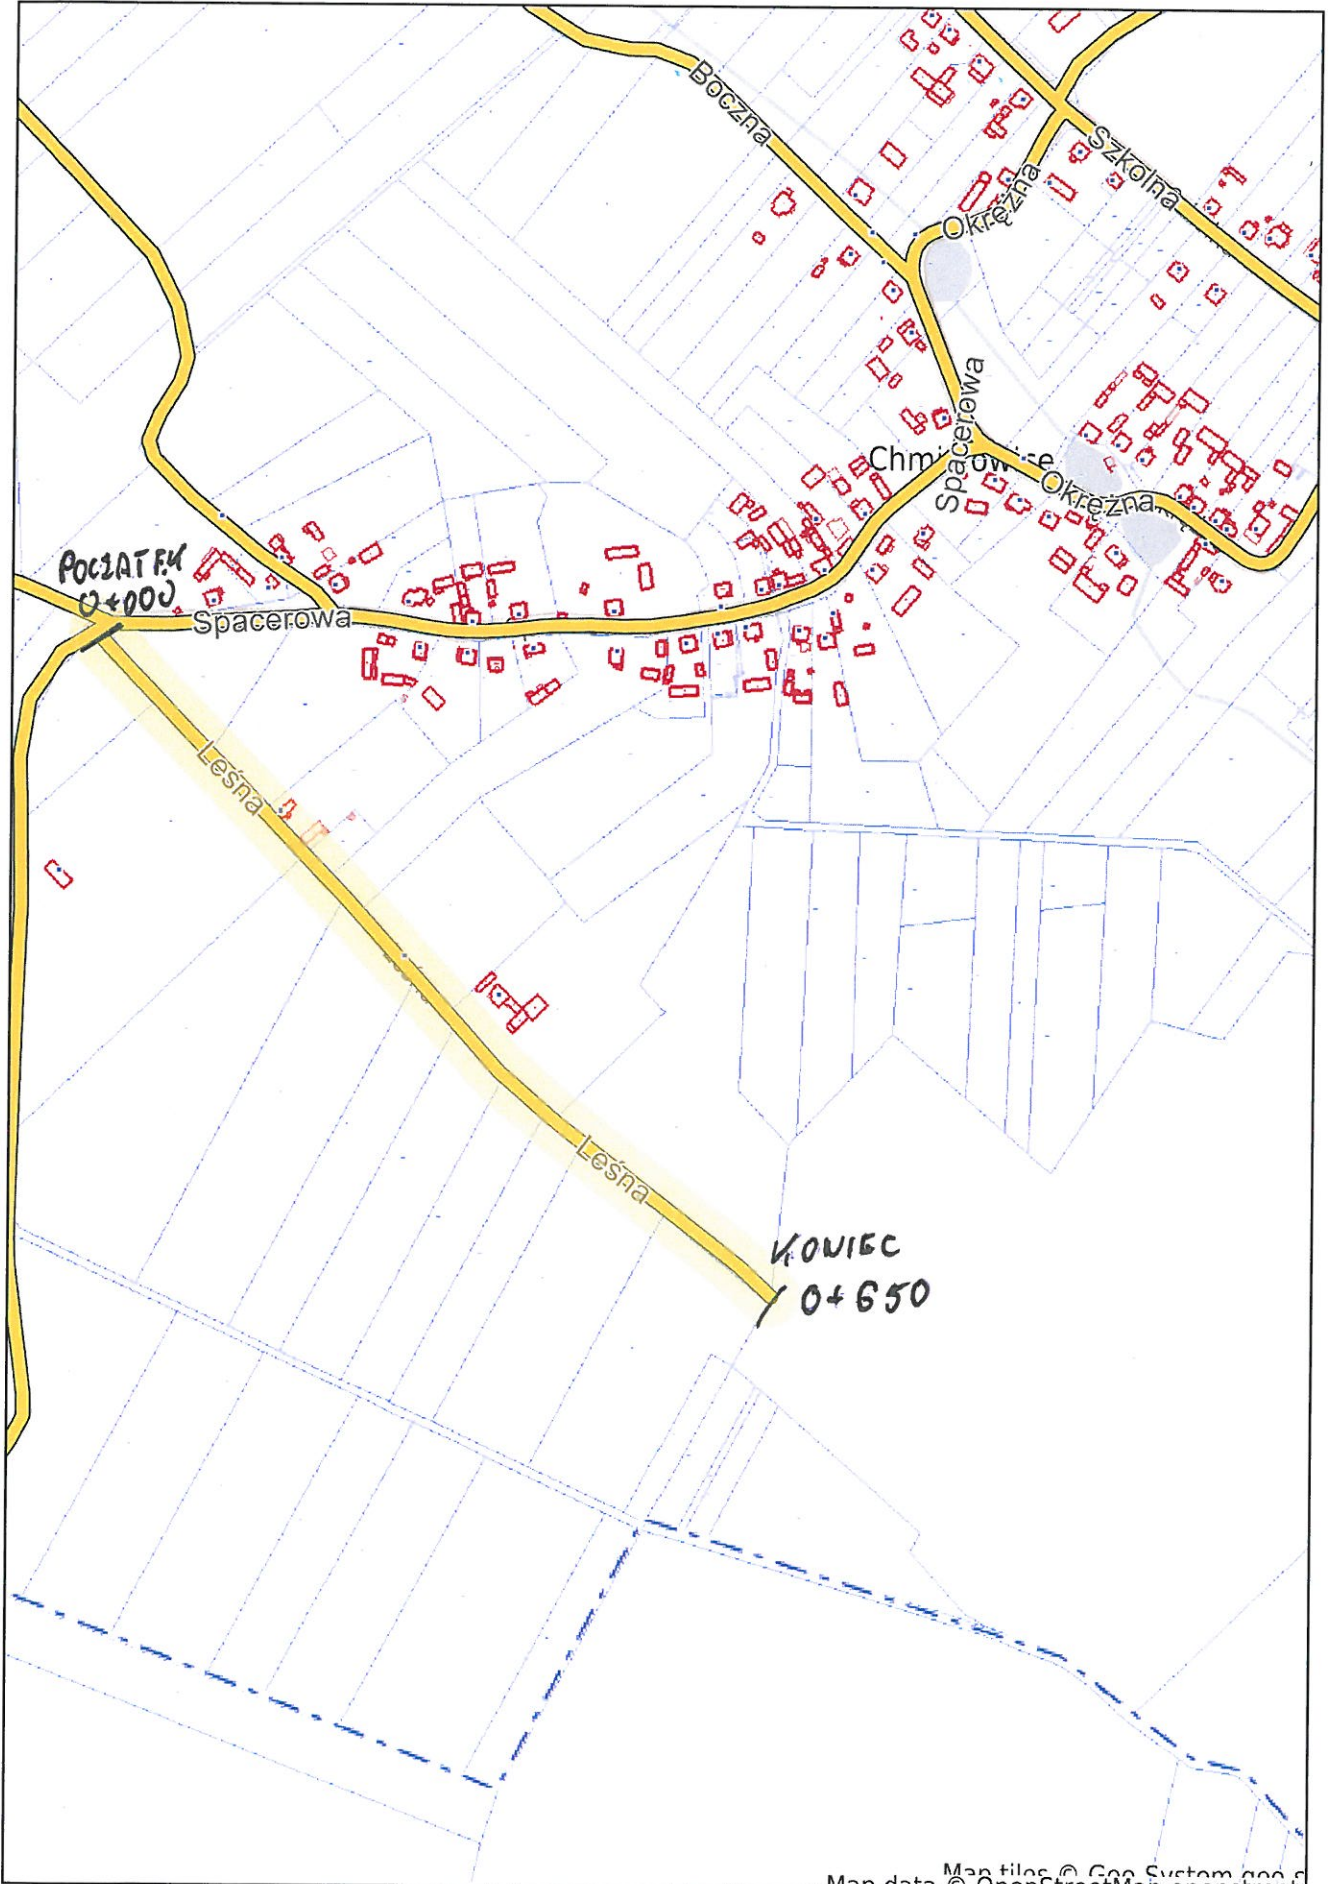 Boczna
Szkolna
Okrężna
Spacerowa
Okrężna
POCZĄTEK
0+000
Spacerowa
Leśna
Leśna
KONIEC
0+650
Map tiles © Geo-System
Map data © OpenStreetMap